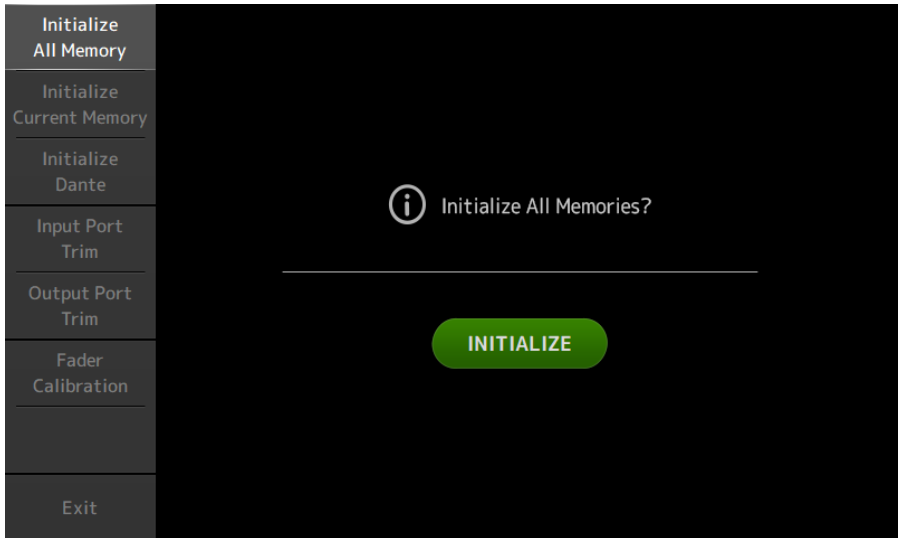 Initialize
All Memory
Initialize
Current Memory
Initialize
Dante
Input Port
Trim
Output Port
Trim
Fader
Calibration
Exit
Initialize All Memories?
INITIALIZE